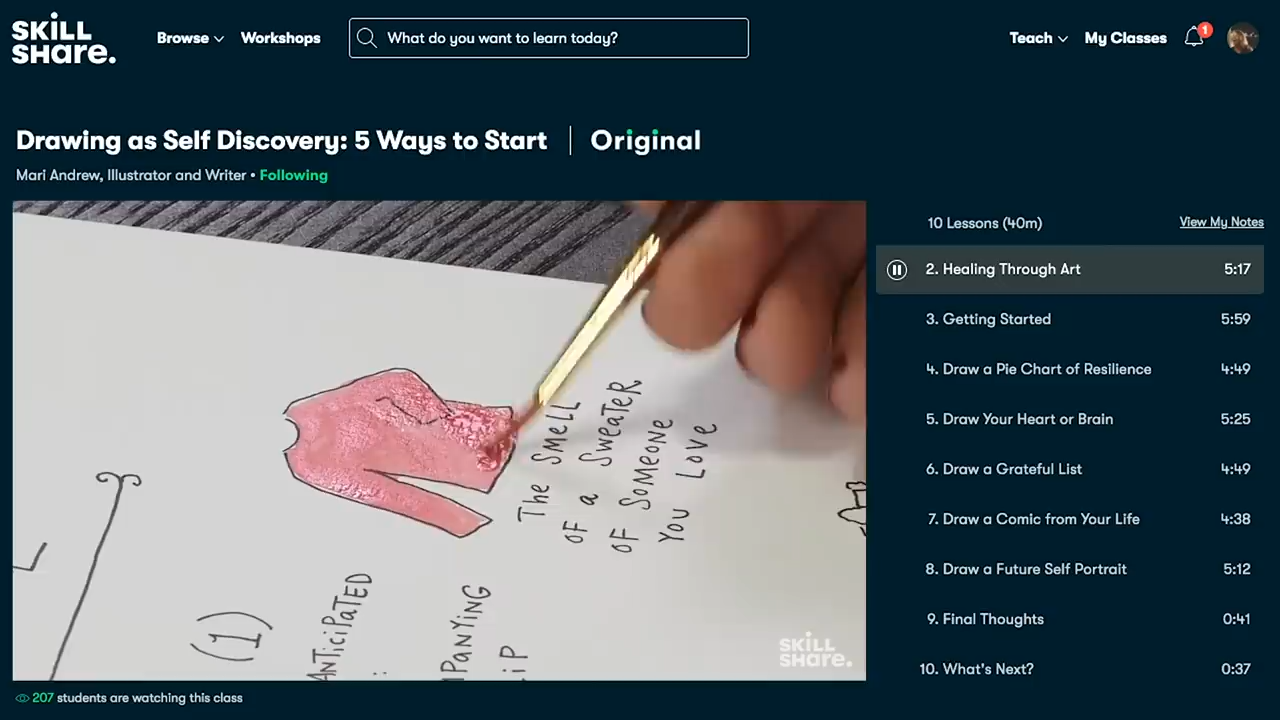 SKILL
SHARE.
Browse
Workshops
What do you want to learn today?
Teach
My Classes
1
Drawing as Self Discovery: 5 Ways to Start | Original
Mari Andrew, Illustrator and Writer • Following
The SMELL
OF a SWEATER
OF SOMEONE
YOU LOVE
(1)
ANTiCiPATED
PANYiNG
iP
L
SKILL
SHARE.
10 Lessons (40m)
View My Notes
2. Healing Through Art 5:17
3. Getting Started 5:59
4. Draw a Pie Chart of Resilience 4:49
5. Draw Your Heart or Brain 5:25
6. Draw a Grateful List 4:49
7. Draw a Comic from Your Life 4:38
8. Draw a Future Self Portrait 5:12
9. Final Thoughts 0:41
10. What's Next? 0:37
207 students are watching this class